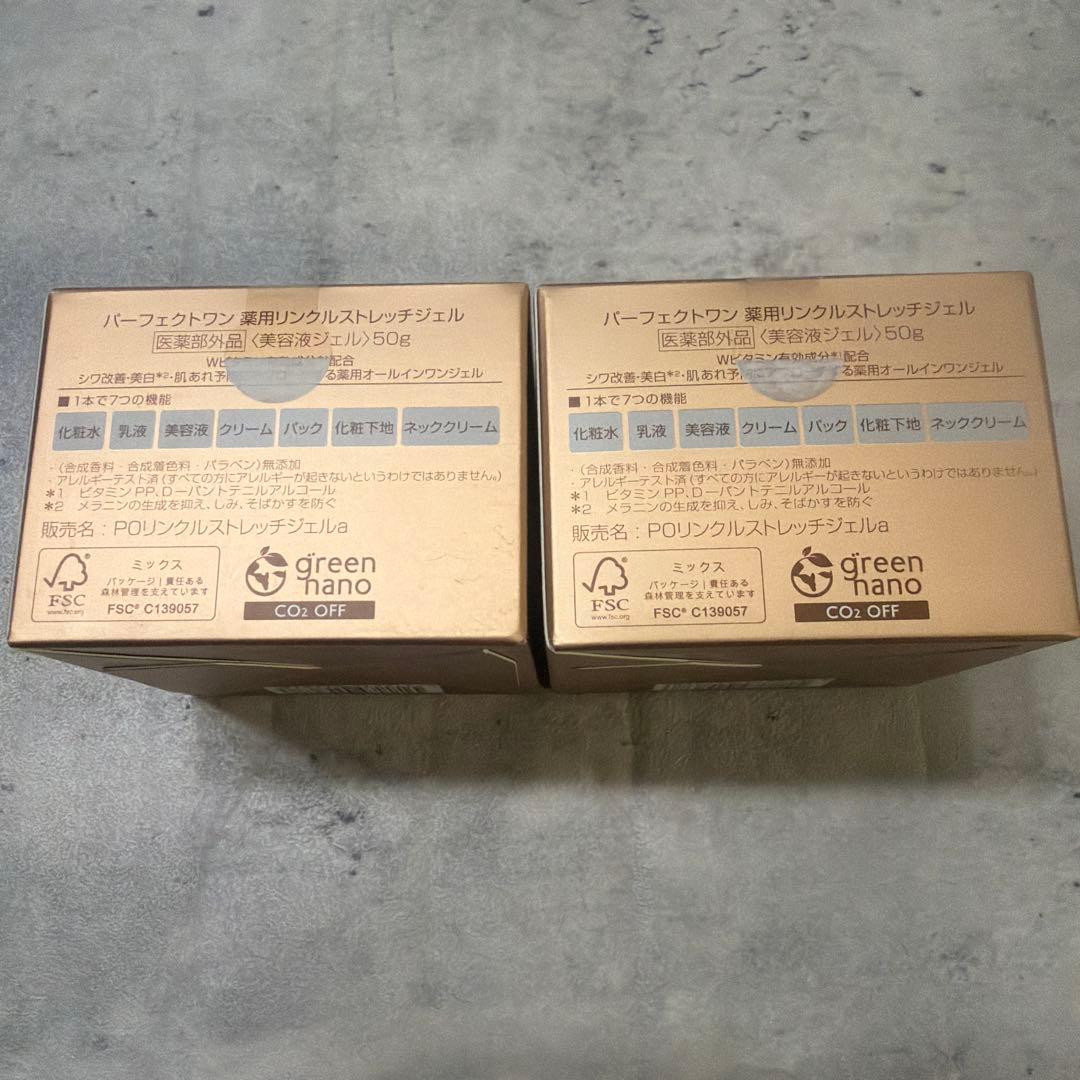 パーフェクトワン 薬用リンクルストレッチジェル
医薬部外品〈美容液ジェル〉50g
配合
シワ改善・美白*2・肌あれ予 る薬用オールインワンジェル
■1本で7つの機能
化粧水 乳液 美容液 クリーム パック 化粧下地 ネッククリーム
・(合成香料・合成着色料・パラベン)無添加
・アレルギーテスト済(すべての方にアレルギーが起きないというわけではありません。)
*1 ビタミンPP、D-パントテニルアルコール
*2 メラニンの生成を抑え、しみ、そばかすを防ぐ
販売名:POリンクルストレッチジェルa
FSC
www.fsc.org
ミックス
パッケージ|責任ある
森林管理を支えています
FSC® C139057
green
nano
CO2 OFF
パーフェクトワン 薬用リンクルストレッチジェル
医薬部外品〈美容液ジェル〉50g
Wビタミン有効成分*1配合
シワ改善・美白*2・肌あれ予 る薬用オールインワンジェル
■1本で7つの機能
化粧水 乳液 美容液 クリーム パック 化粧下地 ネッククリーム
・(合成香料・合成着色料・パラベン)無添加
・アレルギーテスト済(すべての方にアレルギーが起きないというわけではありません。)
*1 ビタミンPP、D-パントテニルアルコール
*2 メラニンの生成を抑え、しみ、そばかすを防ぐ
販売名:POリンクルストレッチジェルa
FSC
www.fsc.org
ミックス
パッケージ|責任ある
森林管理を支えています
FSC® C139057
green
nano
CO2 OFF